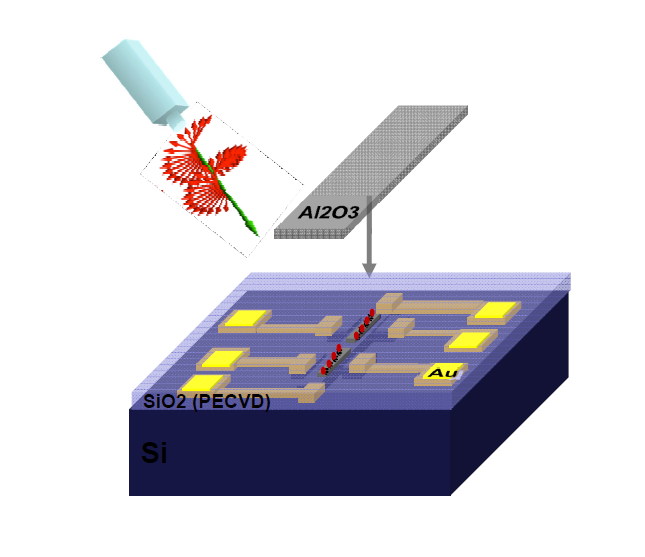 Al2O3
Au
SiO2 (PECVD)
Si